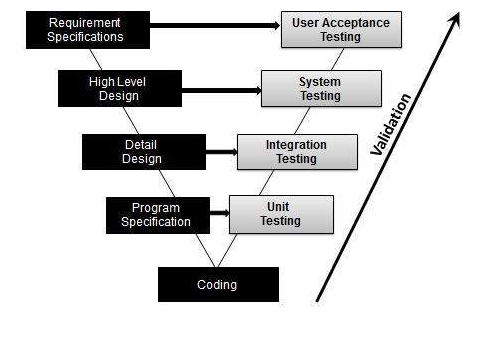 Requirement
Specifications
User Acceptance
Testing
High Level
Design
System
Testing
Detail
Design
Integration
Testing
Program
Specification
Unit
Testing
Coding
Validation